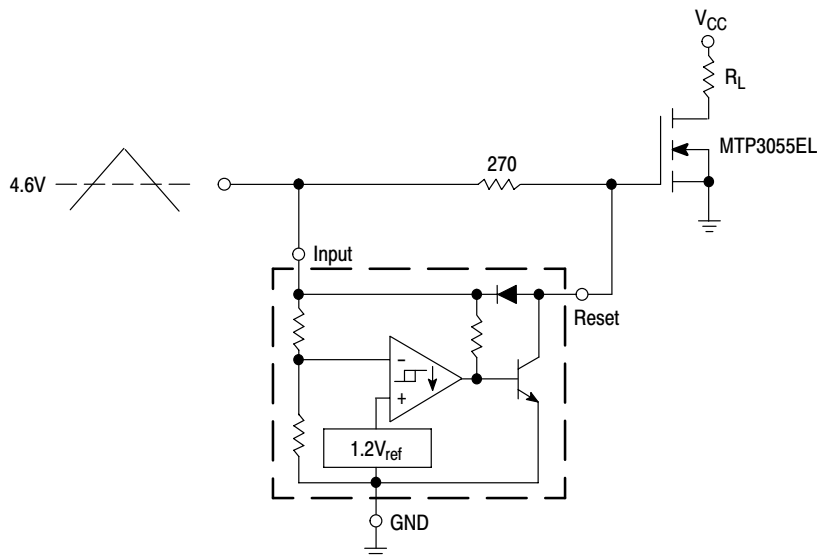 V_CC
R_L
MTP3055EL
270
4.6V
Input
Reset
–
+
1.2V_ref
GND